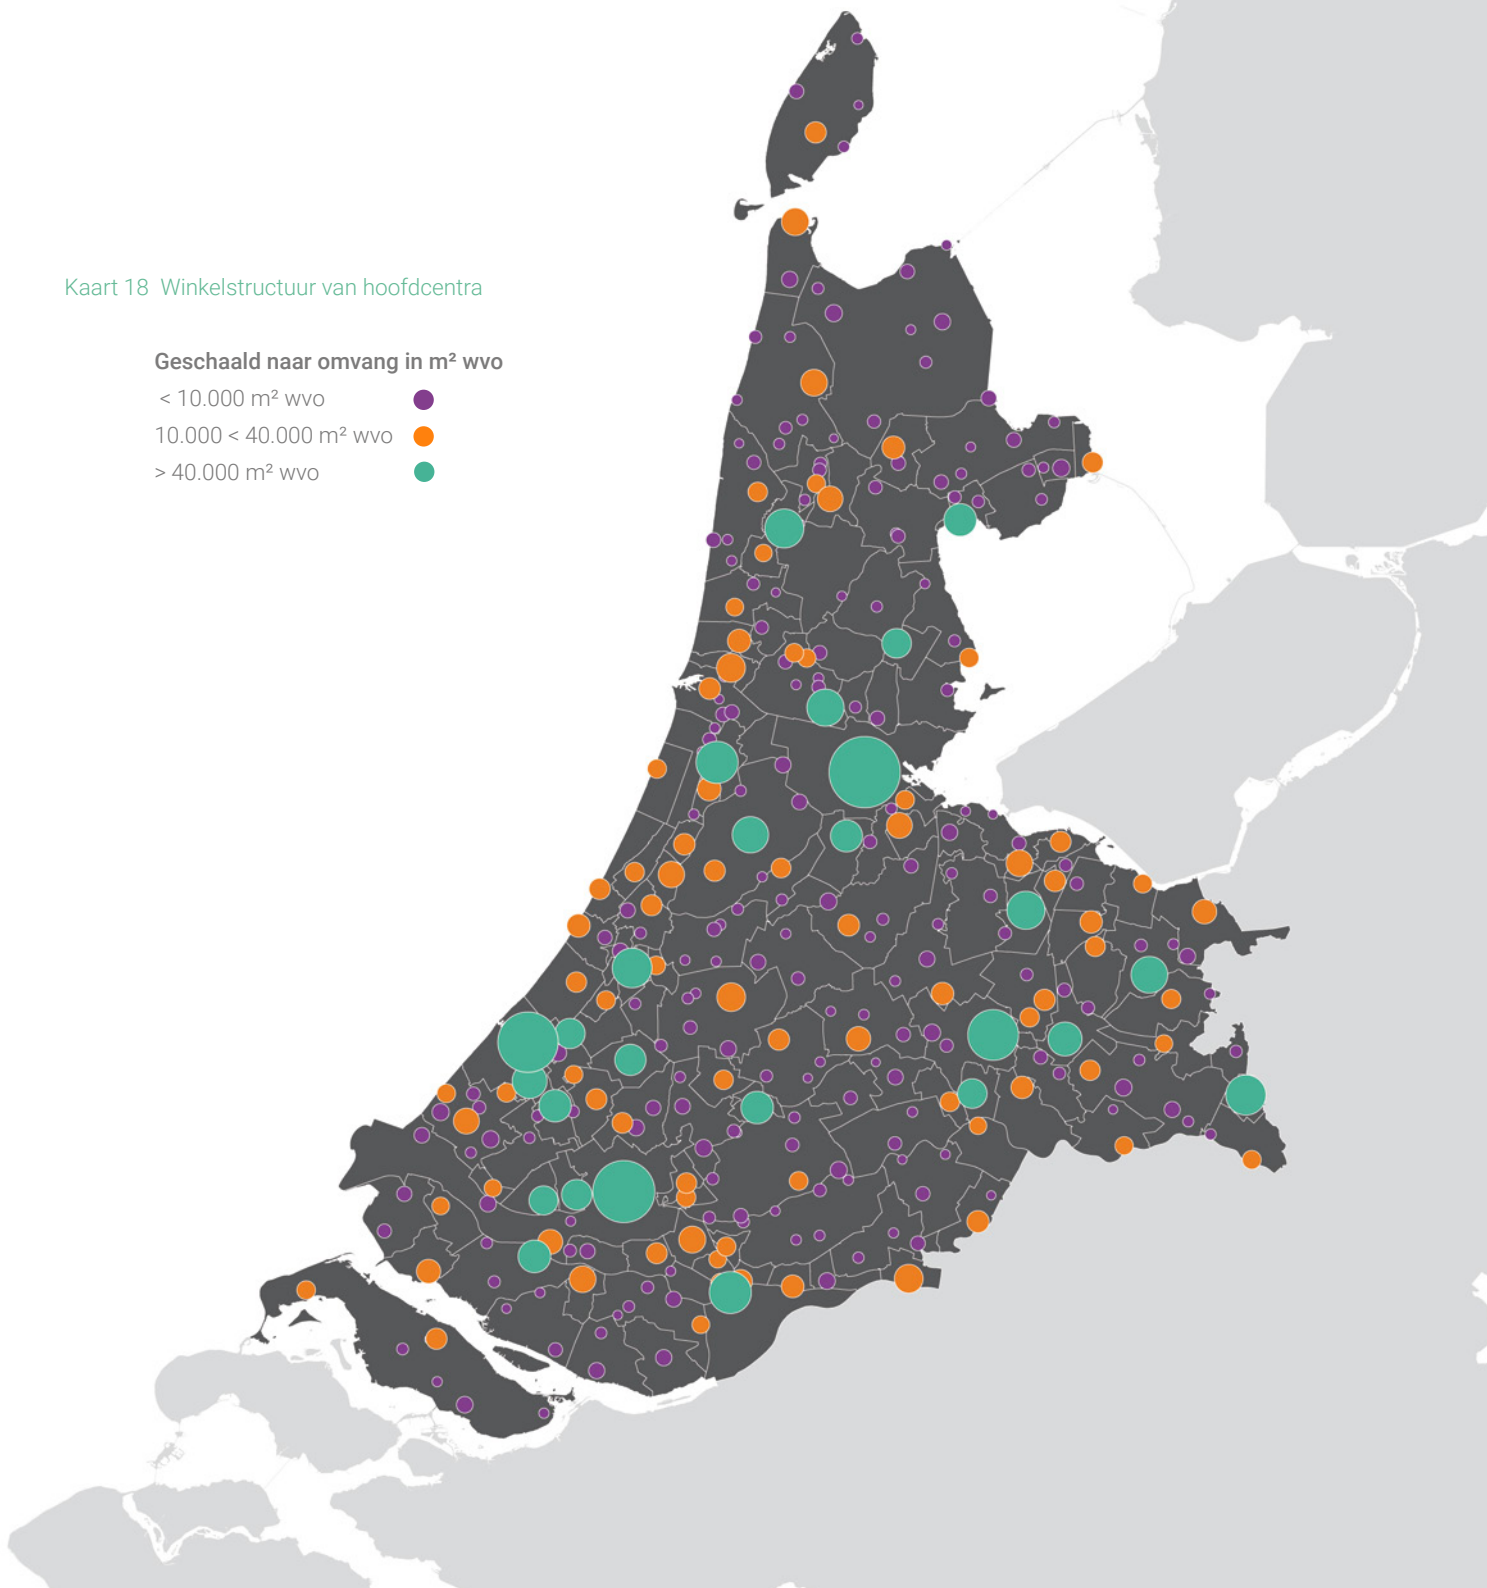 Kaart 18 Winkelstructuur van hoofdcentra
Geschaald naar omvang in m² wvo
< 10.000 m² wvo
10.000 < 40.000 m² wvo
> 40.000 m² wvo